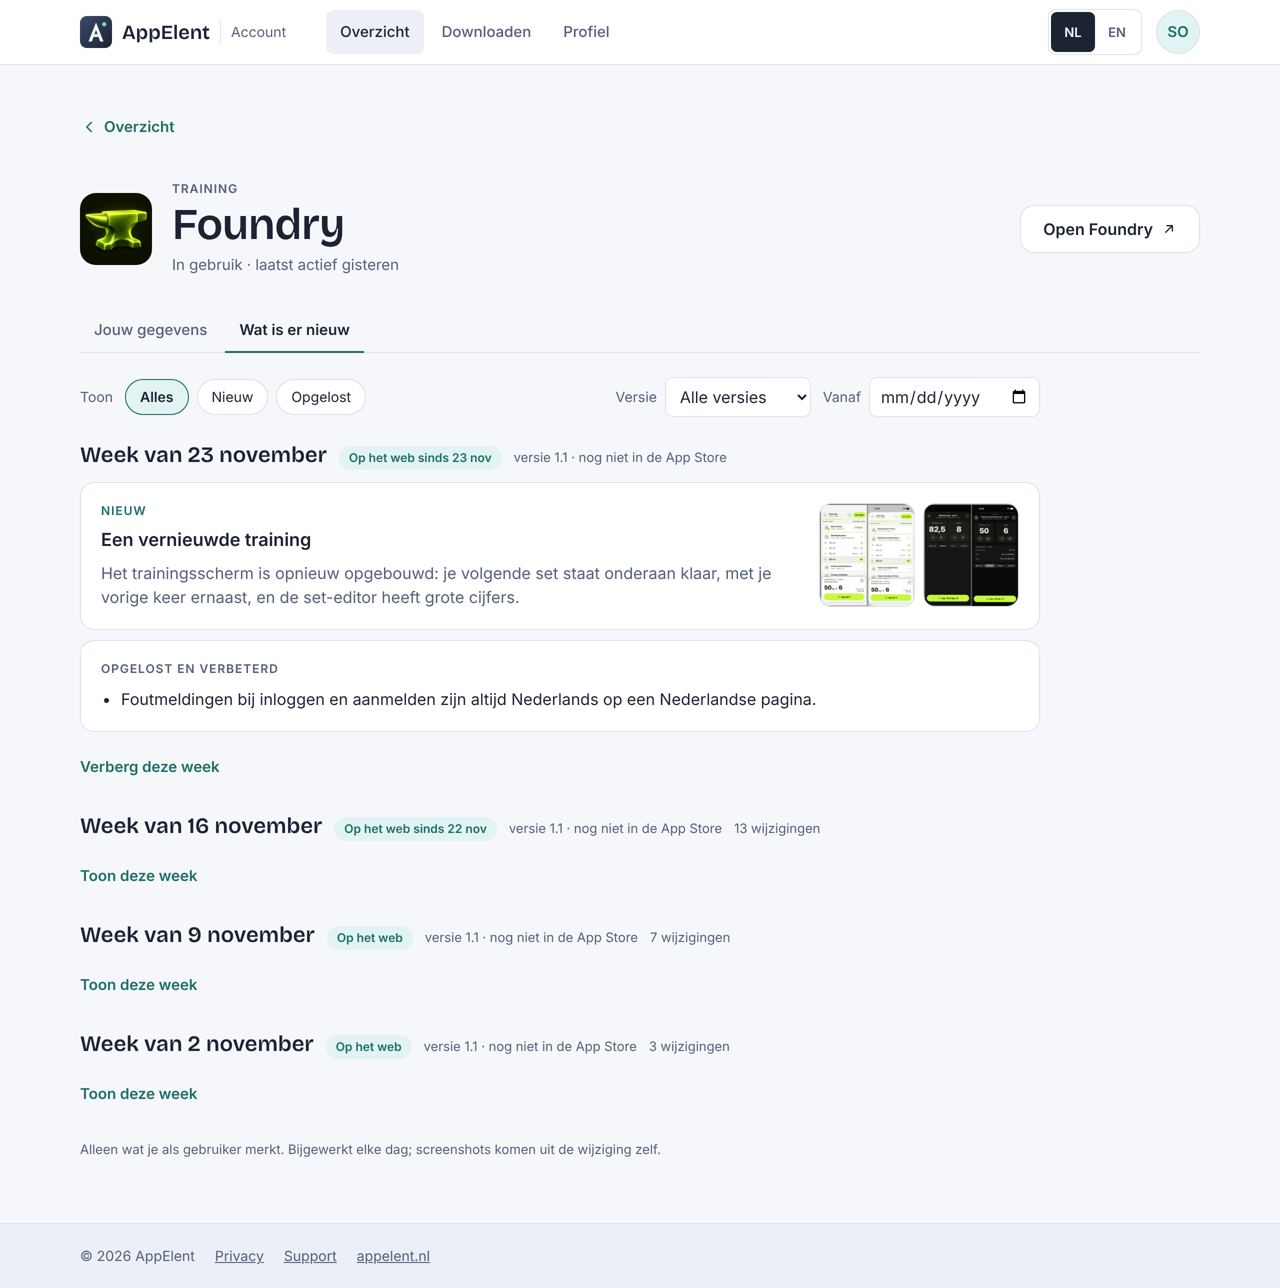 AppElent Account Overzicht Downloaden Profiel NL EN SO
Overzicht
TRAINING
Foundry
In gebruik · laatst actief gisteren
Open Foundry
Jouw gegevens Wat is er nieuw
Toon Alles Nieuw Opgelost Versie Alle versies Vanaf mm/dd/yyyy
Week van 23 november Op het web sinds 23 nov versie 1.1 · nog niet in de App Store
NIEUW
Een vernieuwde training
Het trainingsscherm is opnieuw opgebouwd: je volgende set staat onderaan klaar, met je
vorige keer ernaast, en de set-editor heeft grote cijfers.
82,5 8 50 6
50 6
OPGELOST EN VERBETERD
• Foutmeldingen bij inloggen en aanmelden zijn altijd Nederlands op een Nederlandse pagina.
Verberg deze week
Week van 16 november Op het web sinds 22 nov versie 1.1 · nog niet in de App Store 13 wijzigingen
Toon deze week
Week van 9 november Op het web versie 1.1 · nog niet in de App Store 7 wijzigingen
Toon deze week
Week van 2 november Op het web versie 1.1 · nog niet in de App Store 3 wijzigingen
Toon deze week
Alleen wat je als gebruiker merkt. Bijgewerkt elke dag; screenshots komen uit de wijziging zelf.
© 2026 AppElent Privacy Support appelent.nl